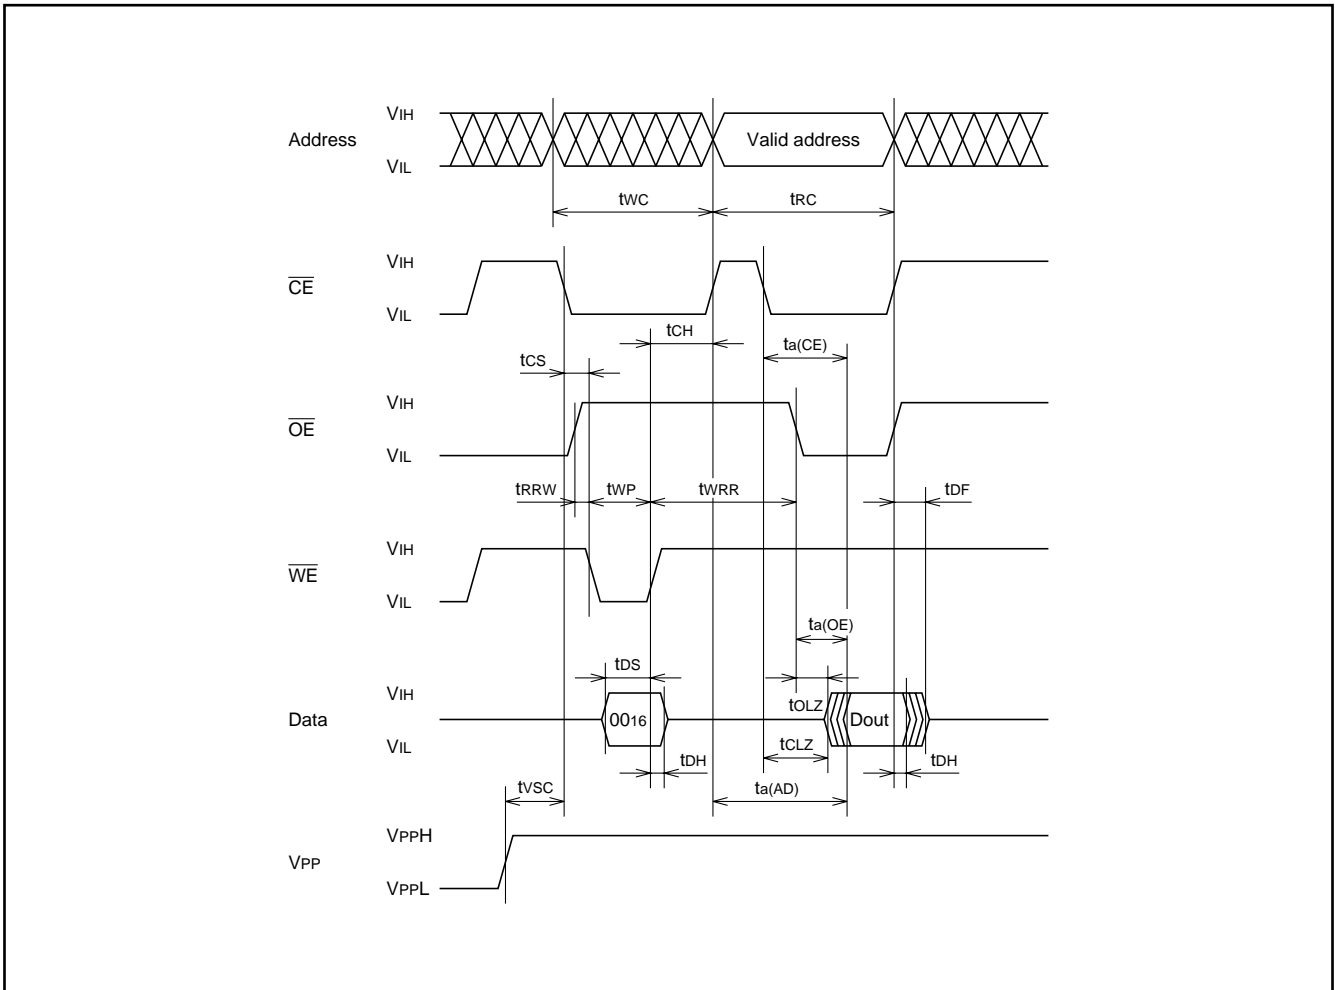 VIH
Address
Valid address
VIL
tWC
tRC
VIH
CE
VIL
tCH
ta(CE)
tCS
VIH
OE
VIL
tRRW
tWP
tWRR
tDF
VIH
WE
VIL
ta(OE)
tDS
VIH
tOLZ
Data
0016
Dout
VIL
tCLZ
tDH
tDH
tVSC
ta(AD)
VPPH
VPP
VPPL